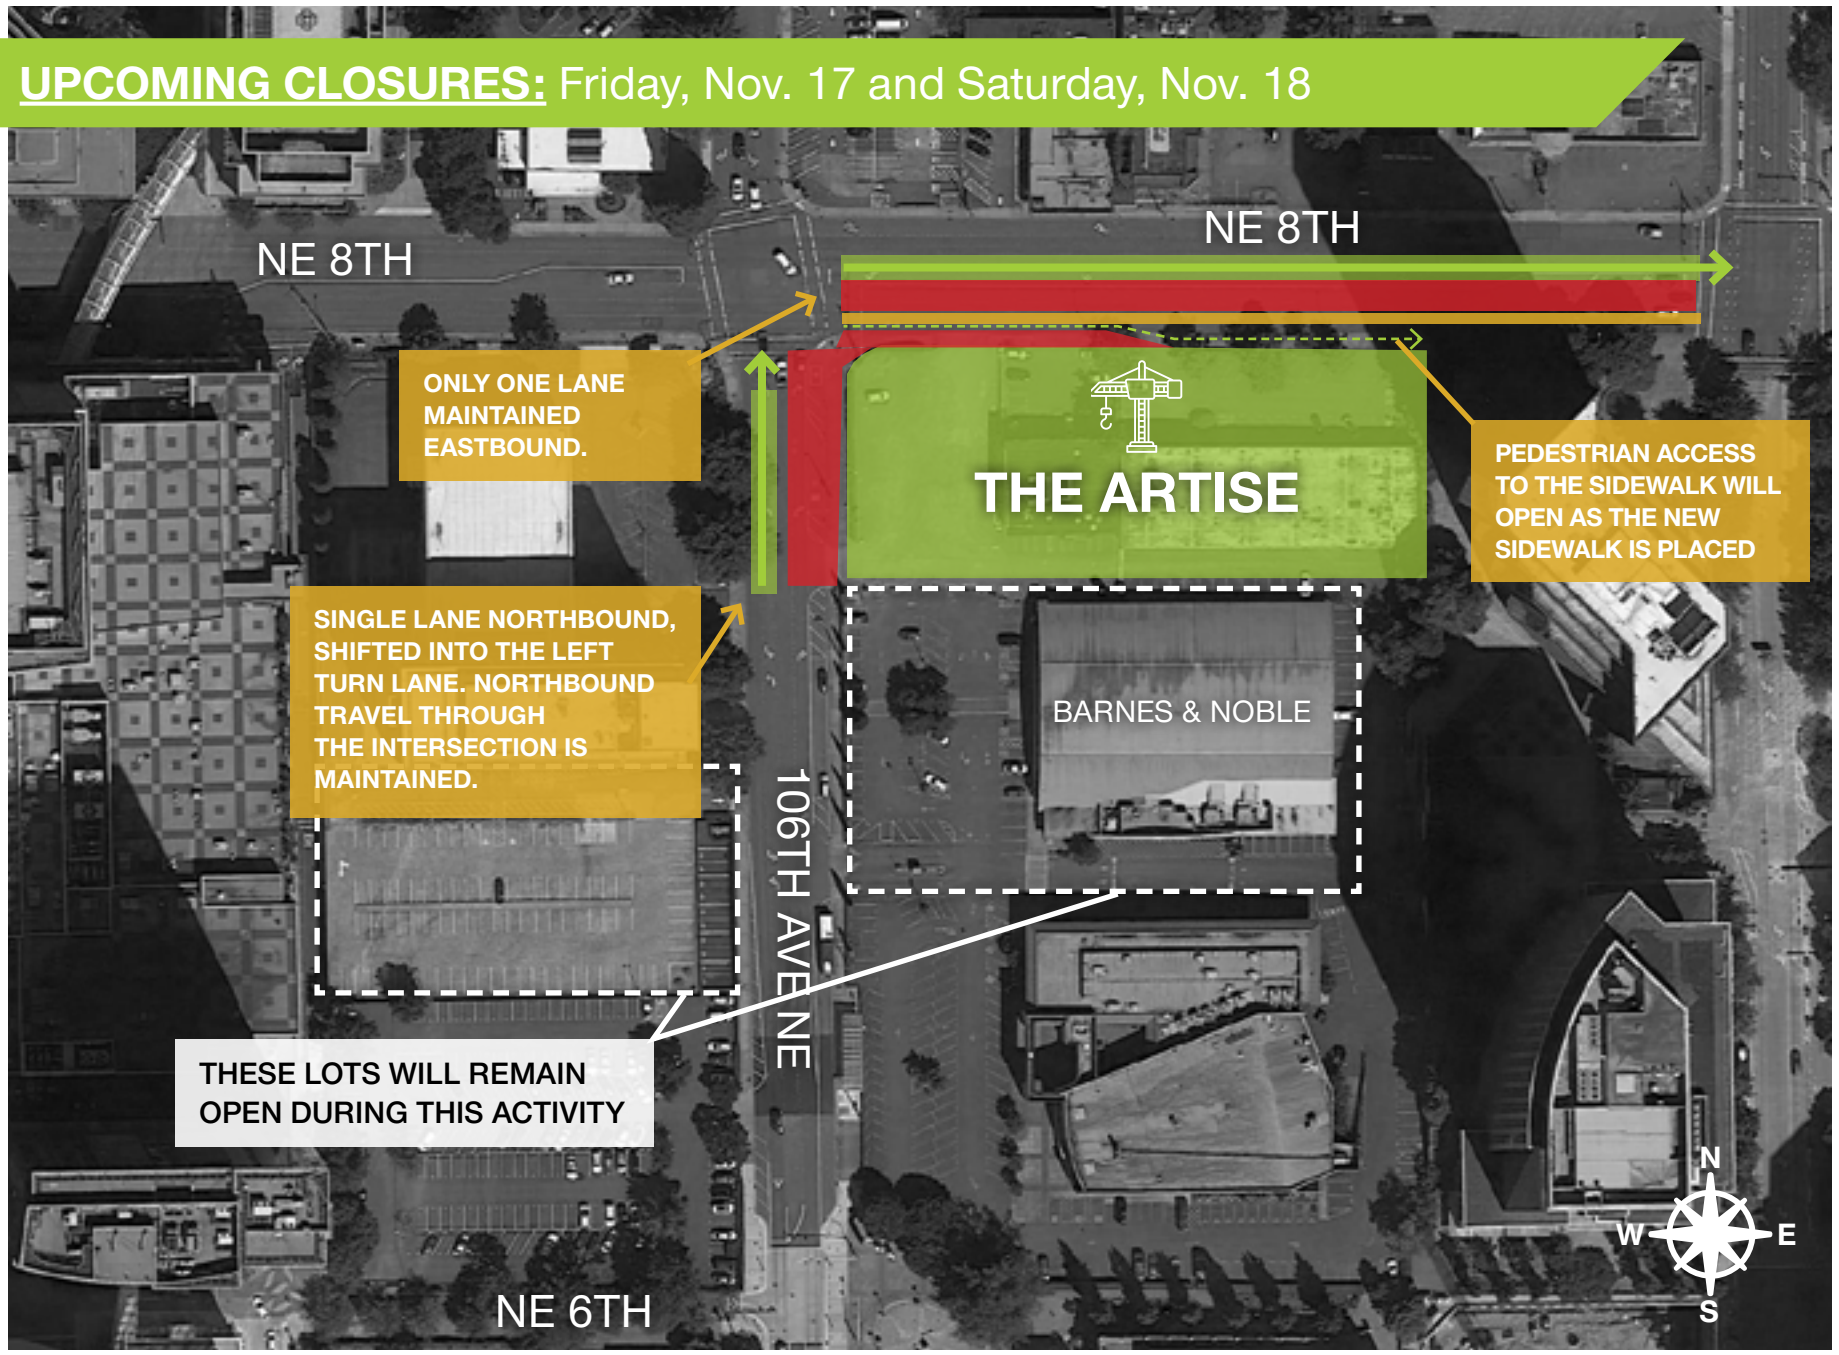 UPCOMING CLOSURES: Friday, Nov. 17 and Saturday, Nov. 18
NE 8TH
NE 8TH
ONLY ONE LANE
MAINTAINED
EASTBOUND.
THE ARTISE
PEDESTRIAN ACCESS
TO THE SIDEWALK WILL
OPEN AS THE NEW
SIDEWALK IS PLACED
SINGLE LANE NORTHBOUND,
SHIFTED INTO THE LEFT
TURN LANE. NORTHBOUND
TRAVEL THROUGH
THE INTERSECTION IS
MAINTAINED.
BARNES & NOBLE
106TH AVE NE
THESE LOTS WILL REMAIN
OPEN DURING THIS ACTIVITY
NE 6TH
N
W E
S